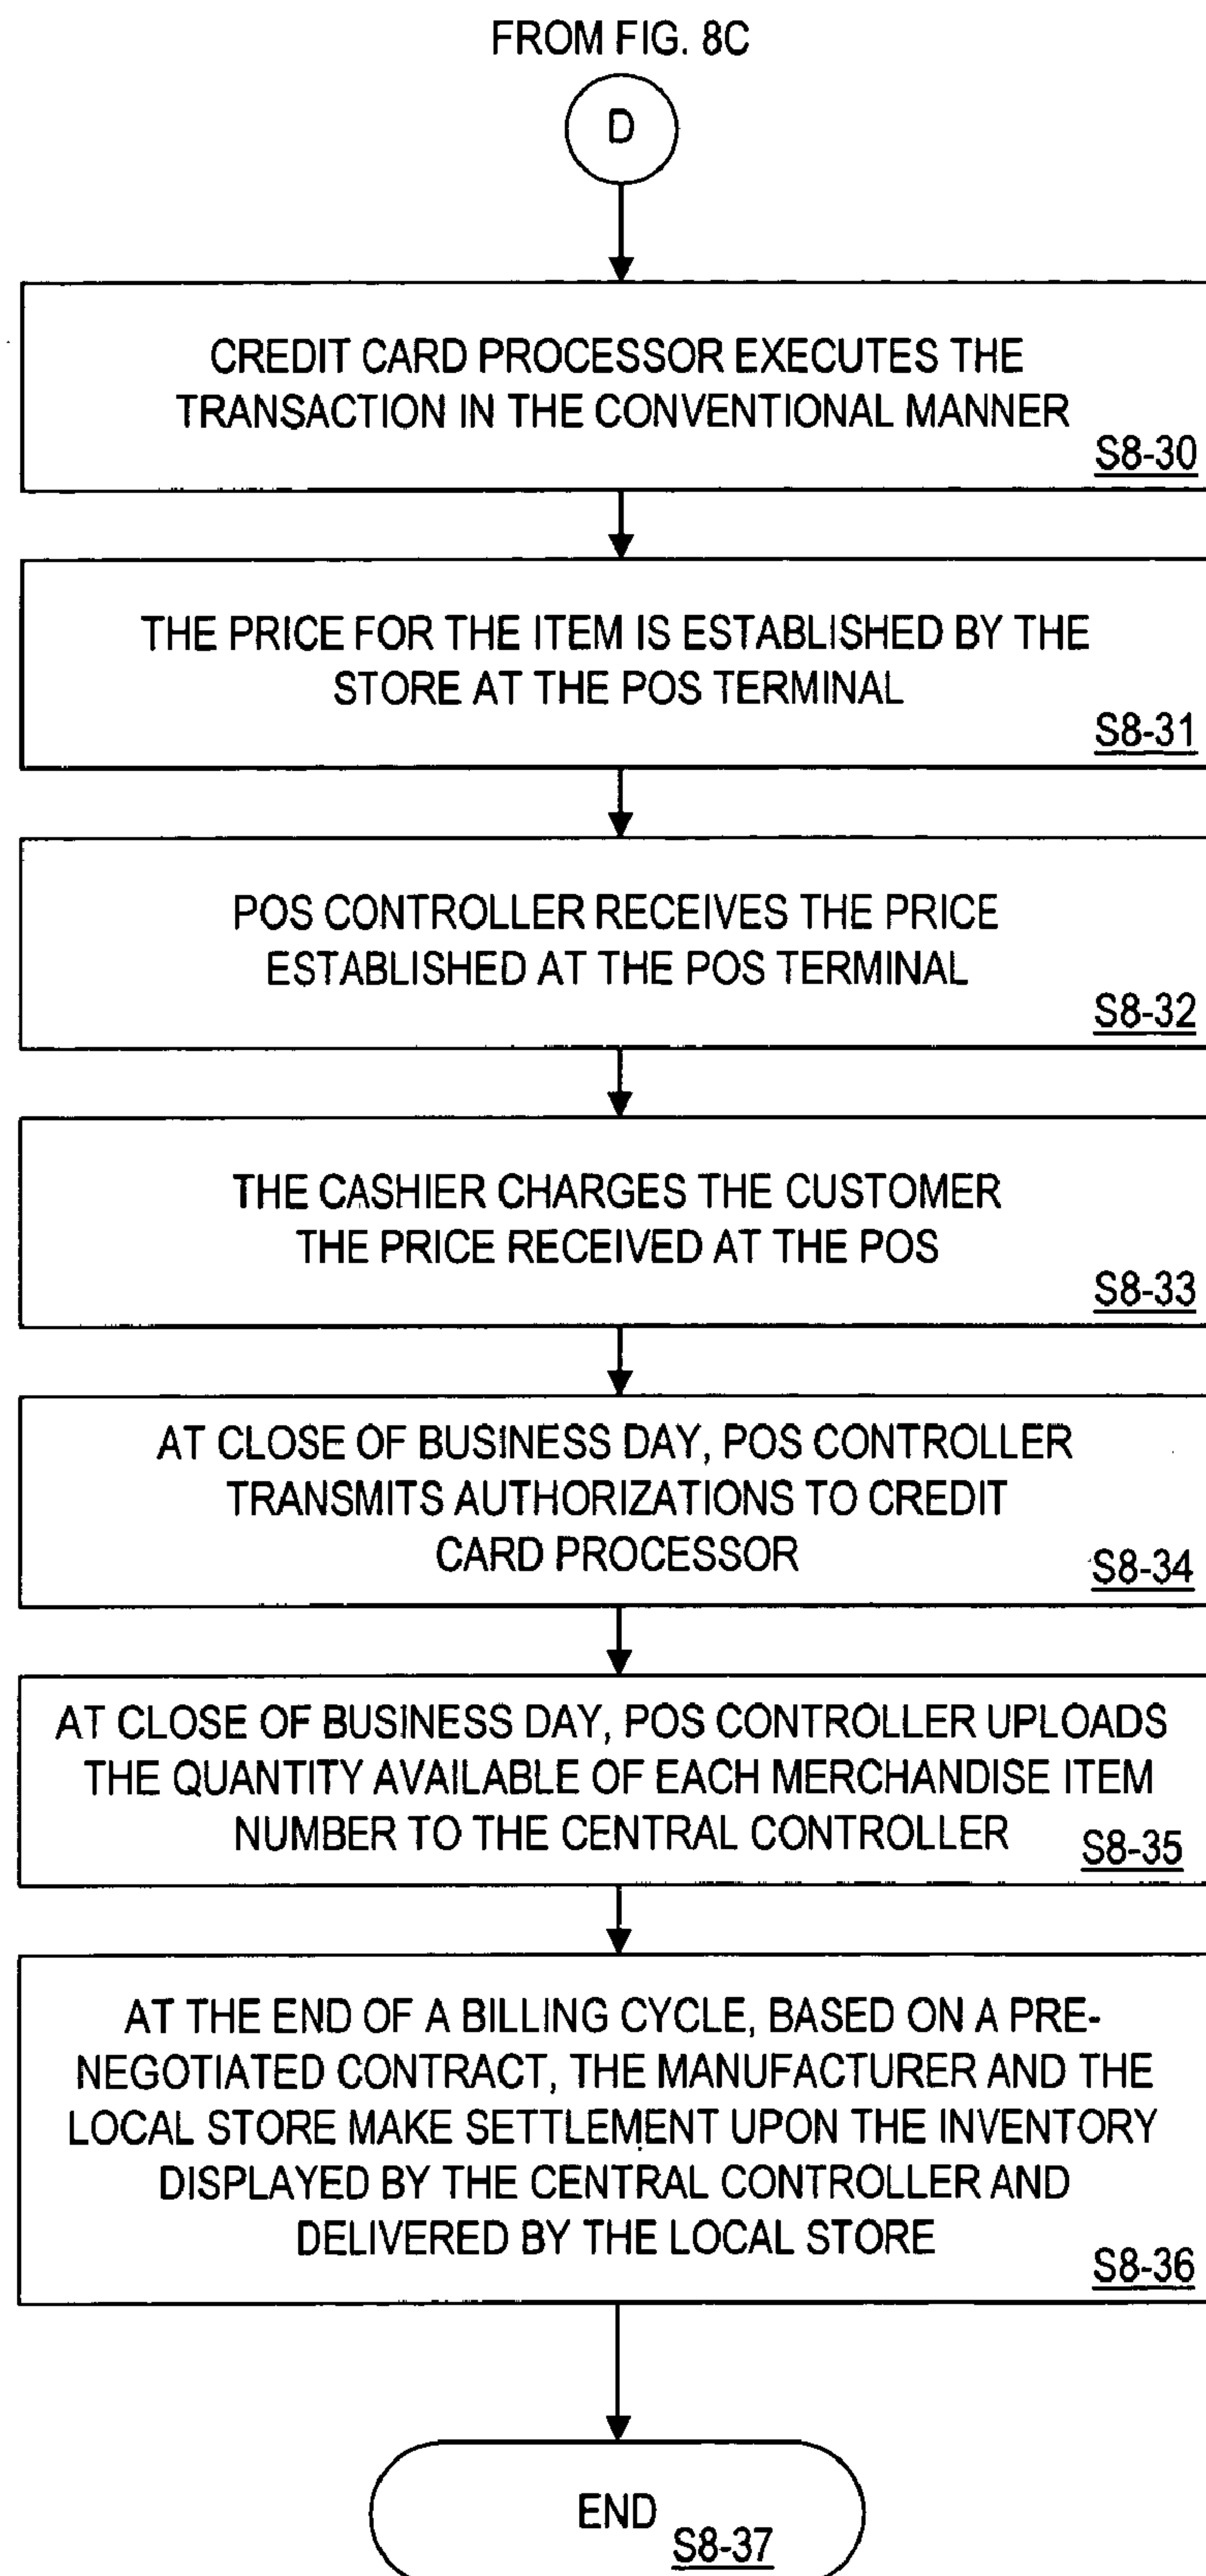 FROM FIG. 8C
D
CREDIT CARD PROCESSOR EXECUTES THE
TRANSACTION IN THE CONVENTIONAL MANNER
S8-30
THE PRICE FOR THE ITEM IS ESTABLISHED BY THE
STORE AT THE POS TERMINAL
S8-31
POS CONTROLLER RECEIVES THE PRICE
ESTABLISHED AT THE POS TERMINAL
S8-32
THE CASHIER CHARGES THE CUSTOMER
THE PRICE RECEIVED AT THE POS
S8-33
AT CLOSE OF BUSINESS DAY, POS CONTROLLER
TRANSMITS AUTHORIZATIONS TO CREDIT
CARD PROCESSOR
S8-34
AT CLOSE OF BUSINESS DAY, POS CONTROLLER UPLOADS
THE QUANTITY AVAILABLE OF EACH MERCHANDISE ITEM
NUMBER TO THE CENTRAL CONTROLLER
S8-35
AT THE END OF A BILLING CYCLE, BASED ON A PRE-
NEGOTIATED CONTRACT, THE MANUFACTURER AND THE
LOCAL STORE MAKE SETTLEMENT UPON THE INVENTORY
DISPLAYED BY THE CENTRAL CONTROLLER AND
DELIVERED BY THE LOCAL STORE
S8-36
END
S8-37